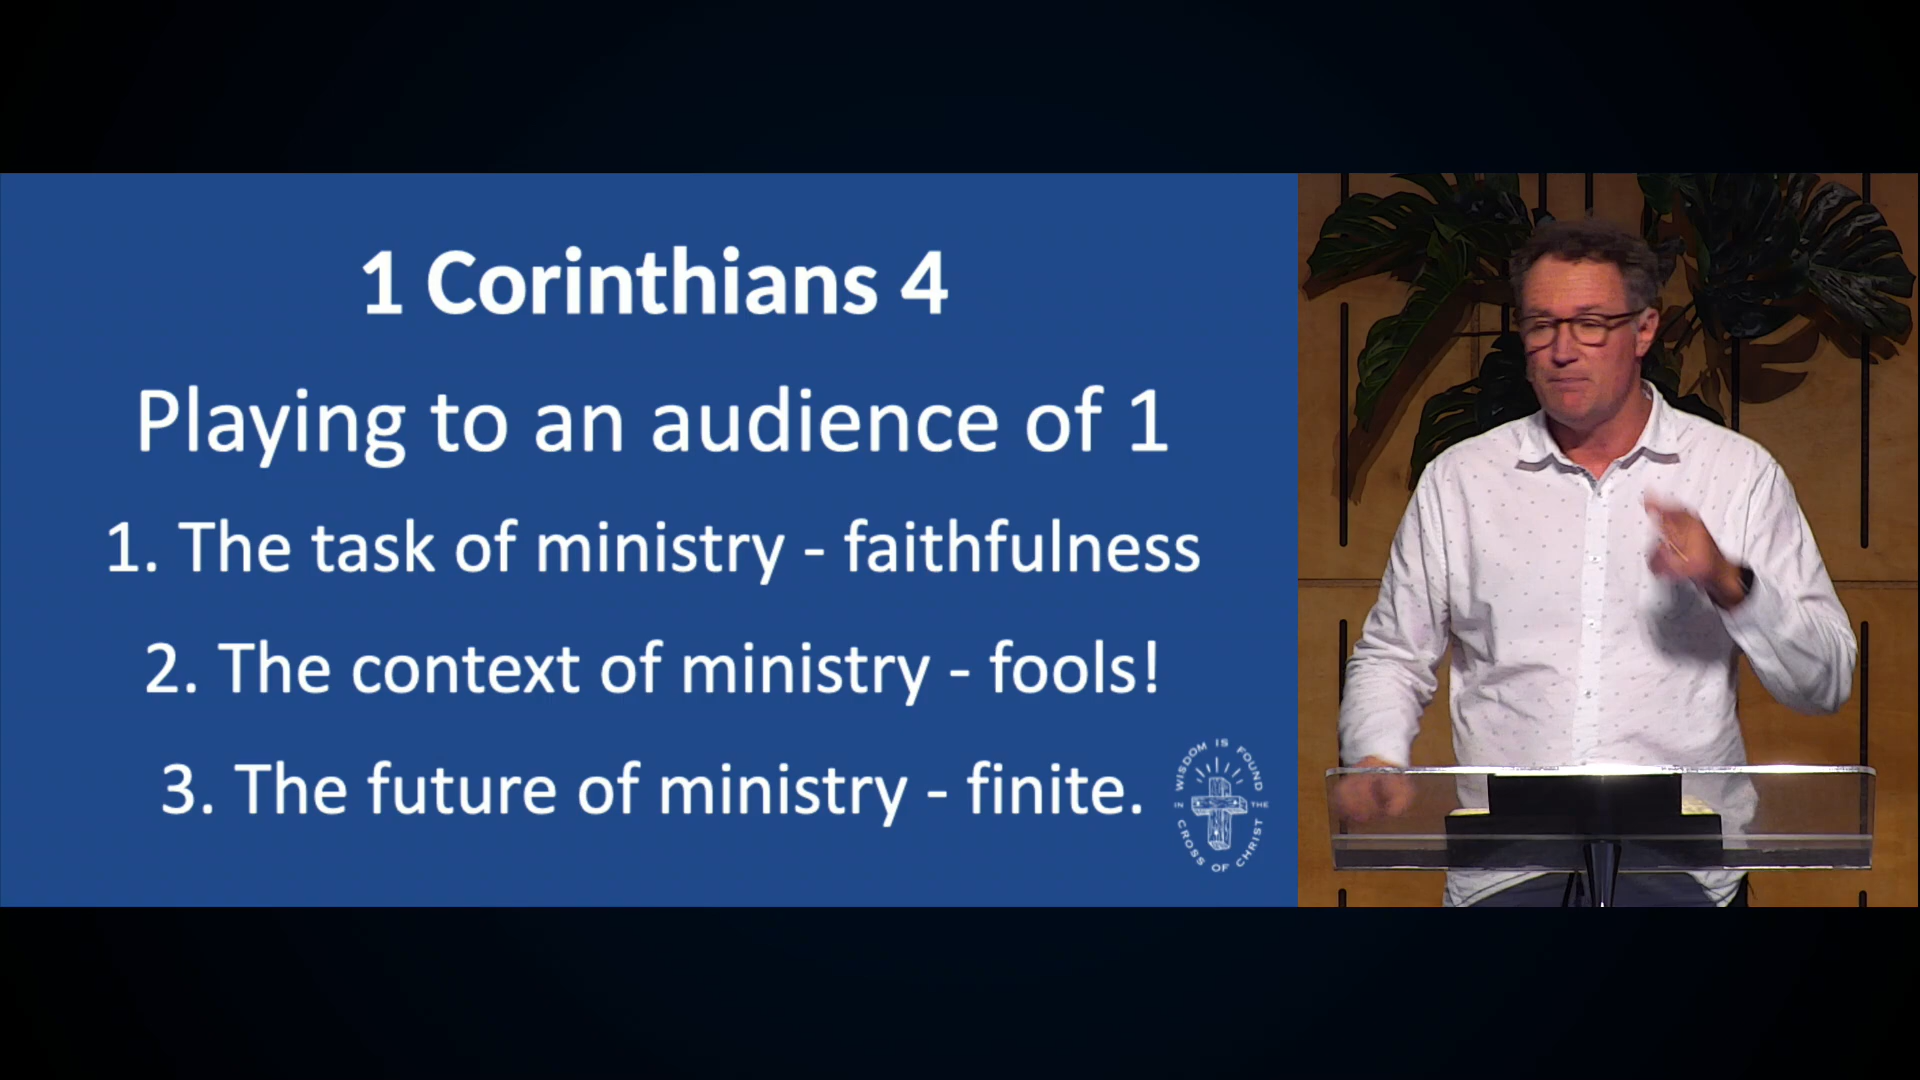 1 Corinthians 4
Playing to an audience of 1
1. The task of ministry - faithfulness
2. The context of ministry - fools!
3. The future of ministry - finite.
WISDOM IS FOUND
IN THE
CROSS OF CHRIST